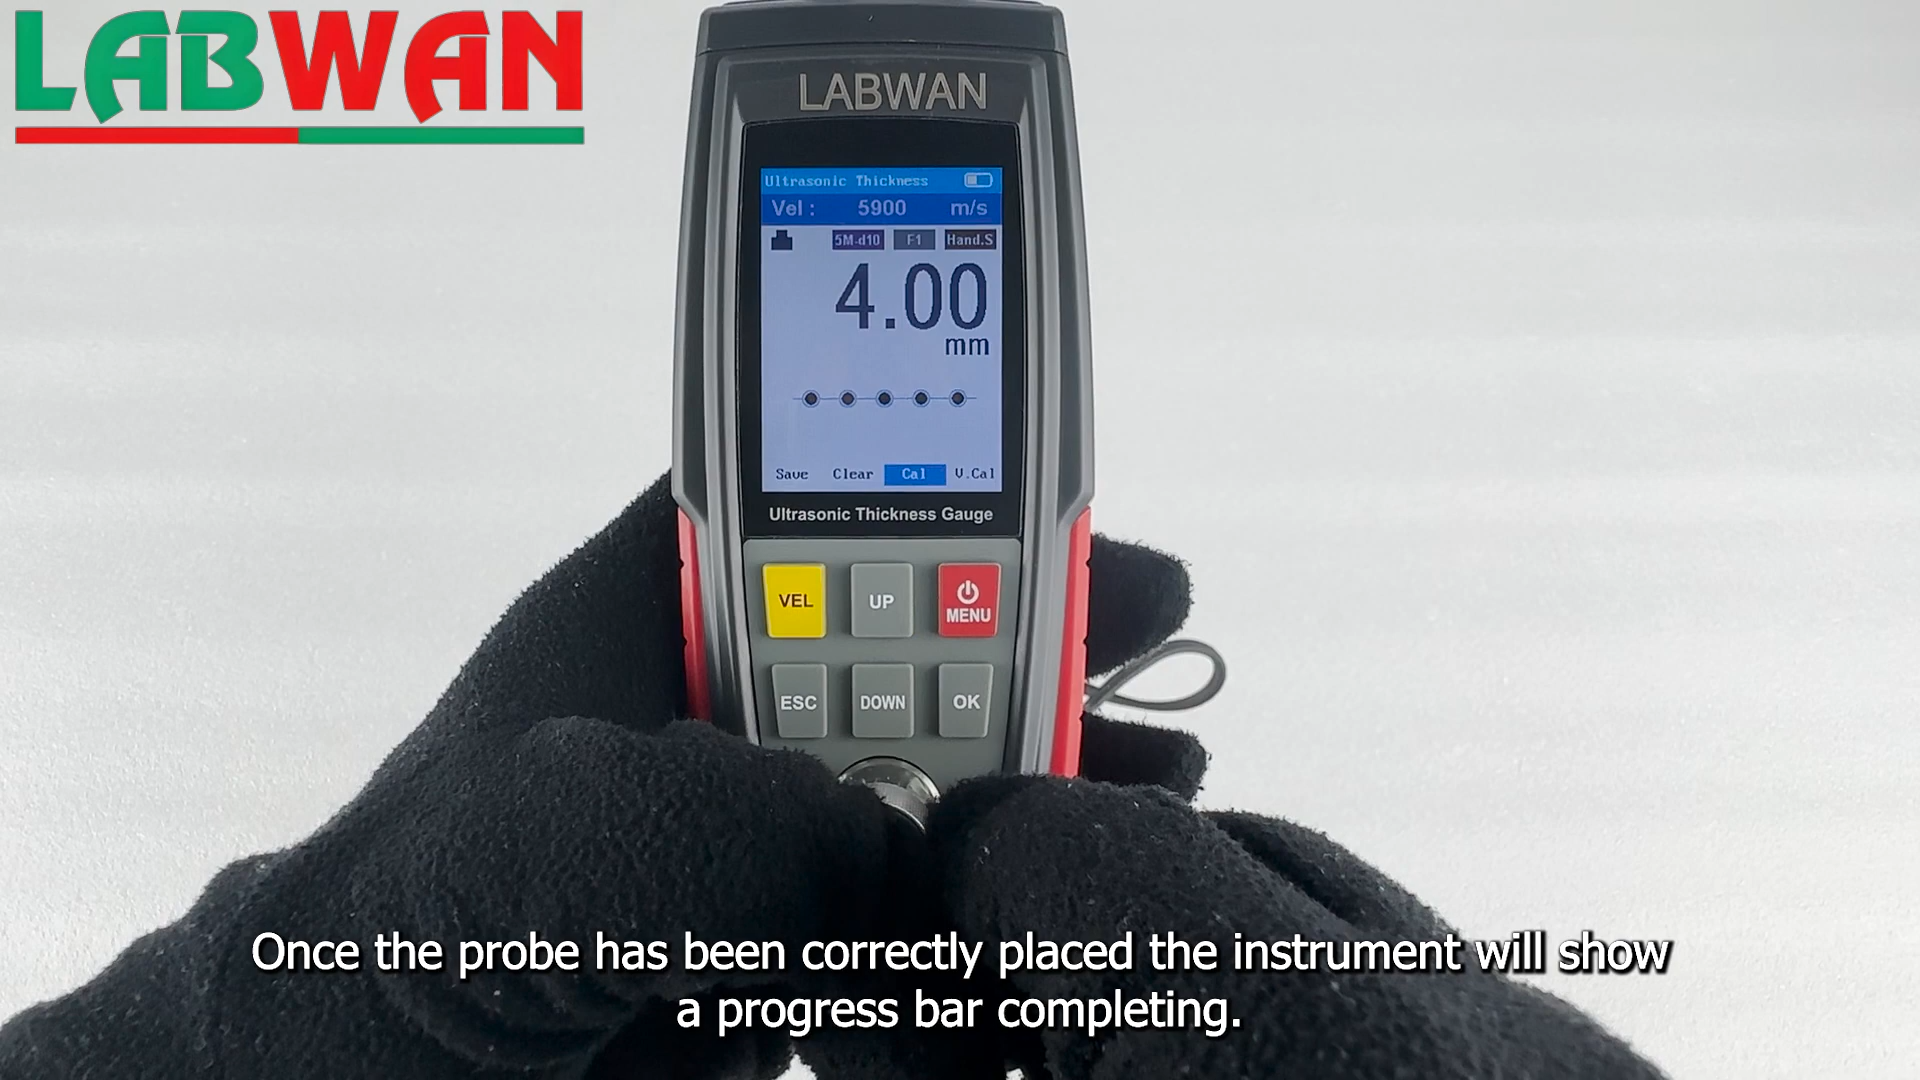 LABWAN
LABWAN
Ultrasonic Thickness
Vel : 5900 m/s
5M-d10 F1 Hand.S
4.00
mm
Save Clear Cal V.Cal
Ultrasonic Thickness Gauge
VEL UP MENU
ESC DOWN OK
Once the probe has been correctly placed the instrument will show
a progress bar completing.